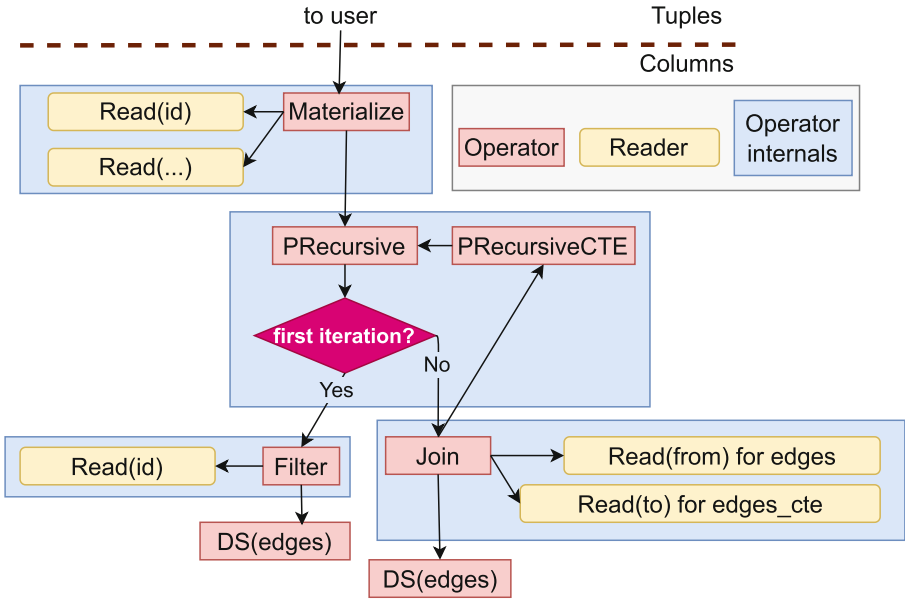 to user
Tuples
Columns
Read(id)
Materialize
Read(...)
Operator
Reader
Operator
internals
PRecursive
PRecursiveCTE
first iteration?
No
Yes
Read(id)
Filter
Join
Read(from) for edges
Read(to) for edges_cte
DS(edges)
DS(edges)